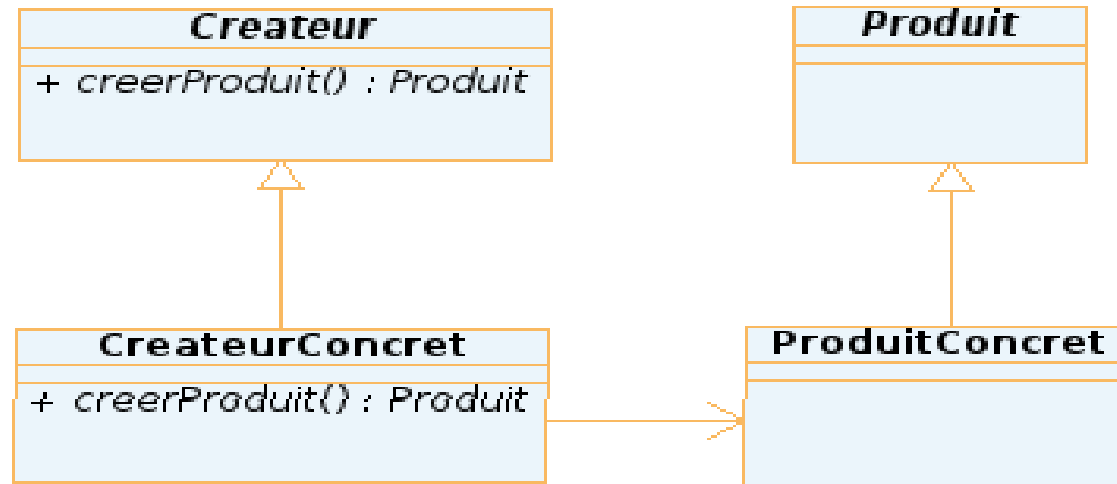 Createur
+ creerProduit() : Produit
Produit
CreateurConcret
+ creerProduit() : Produit
ProduitConcret